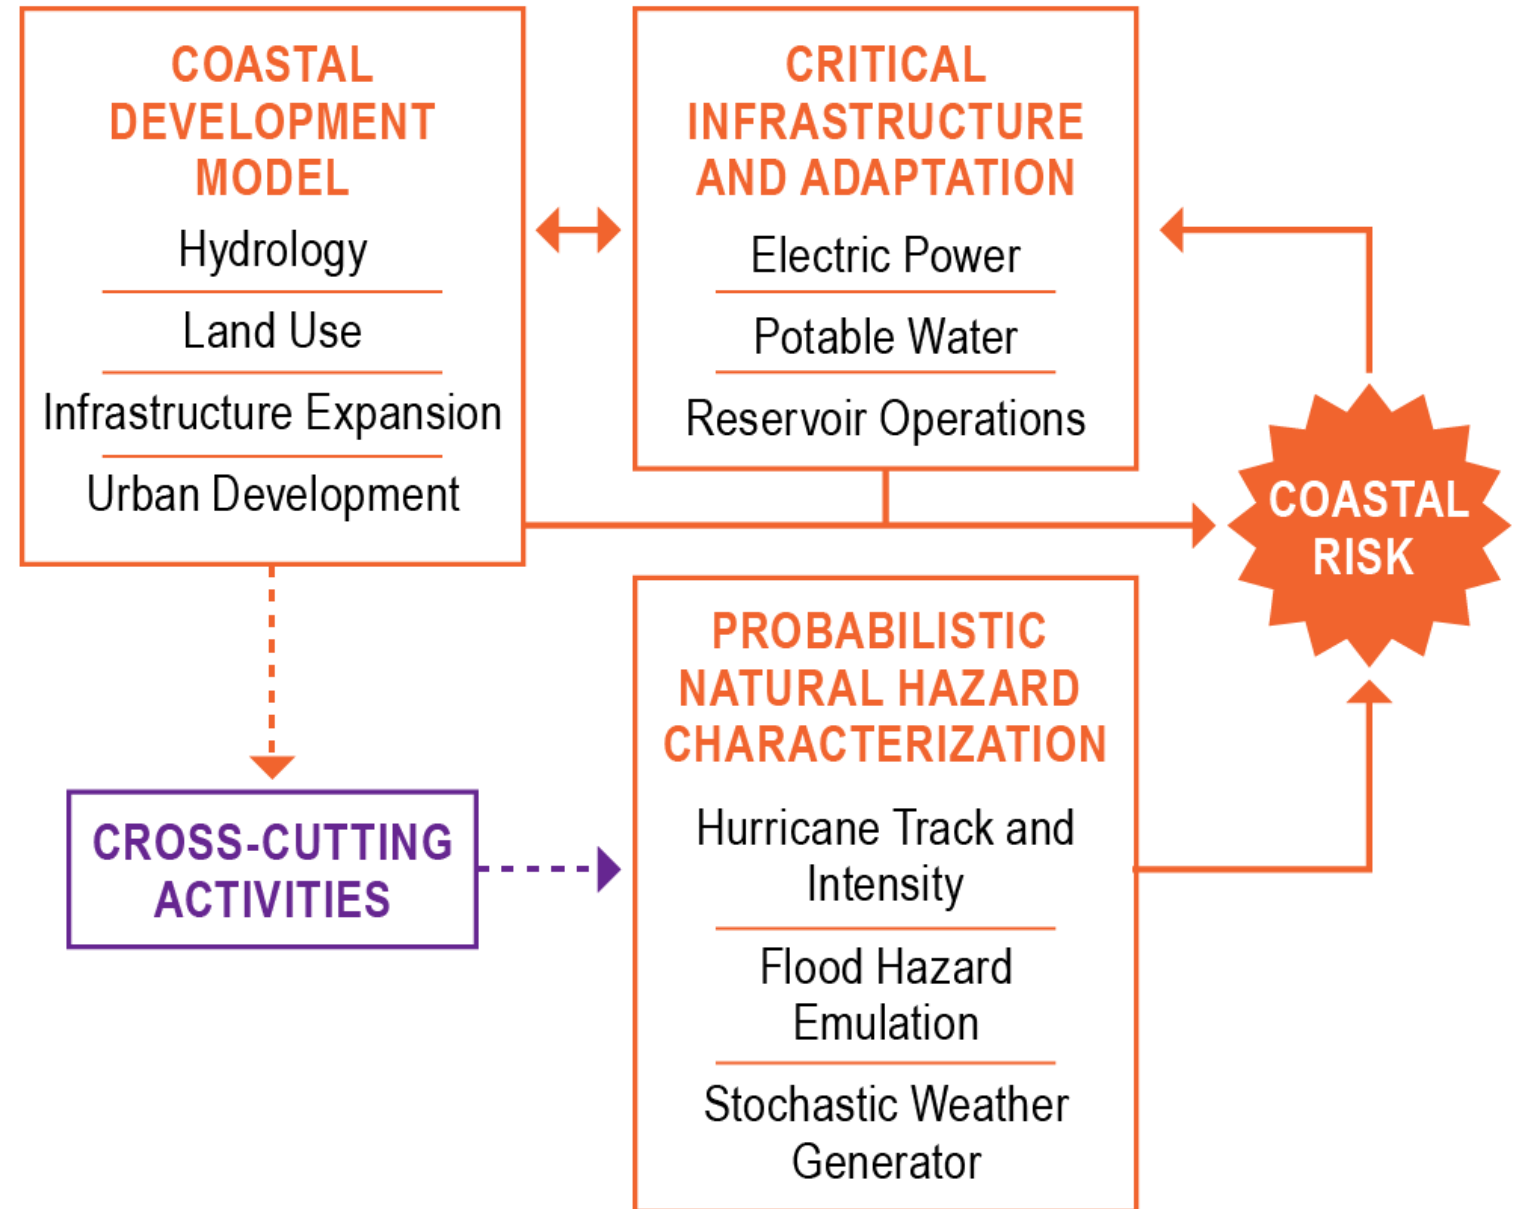 COASTAL
DEVELOPMENT
MODEL
Hydrology
Land Use
Infrastructure Expansion
Urban Development
CRITICAL
INFRASTRUCTURE
AND ADAPTATION
Electric Power
Potable Water
Reservoir Operations
COASTAL
RISK
CROSS-CUTTING
ACTIVITIES
PROBABILISTIC
NATURAL HAZARD
CHARACTERIZATION
Hurricane Track and
Intensity
Flood Hazard
Emulation
Stochastic Weather
Generator